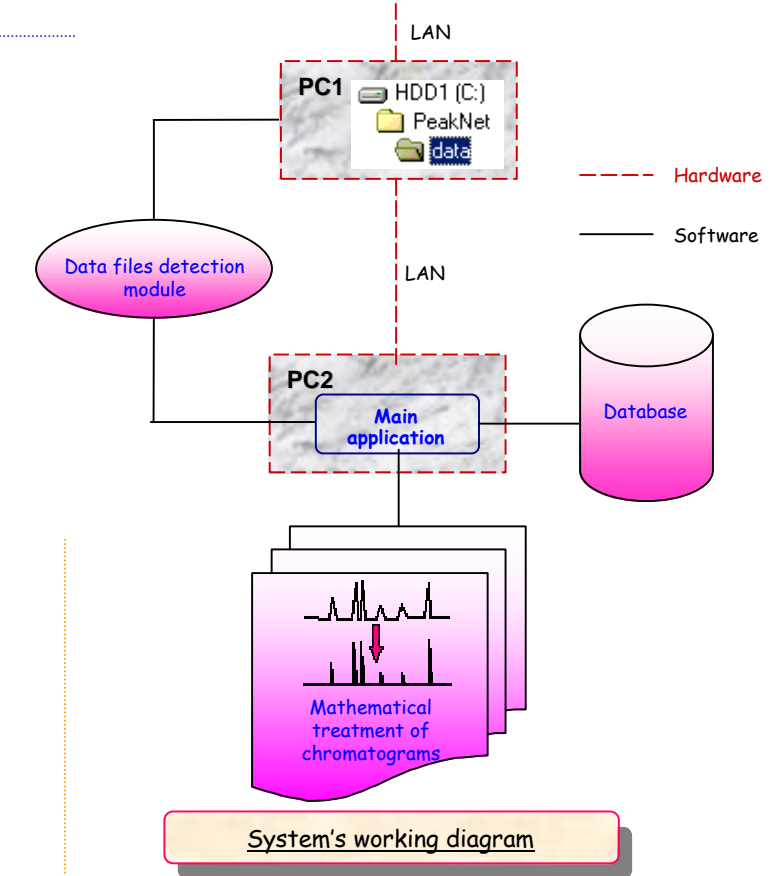 LAN
PC1
HDD1 (C:)
PeakNet
data
Hardware
Software
Data files detection
module
LAN
PC2
Main
application
Database
Mathematical
treatment of
chromatograms
System's working diagram